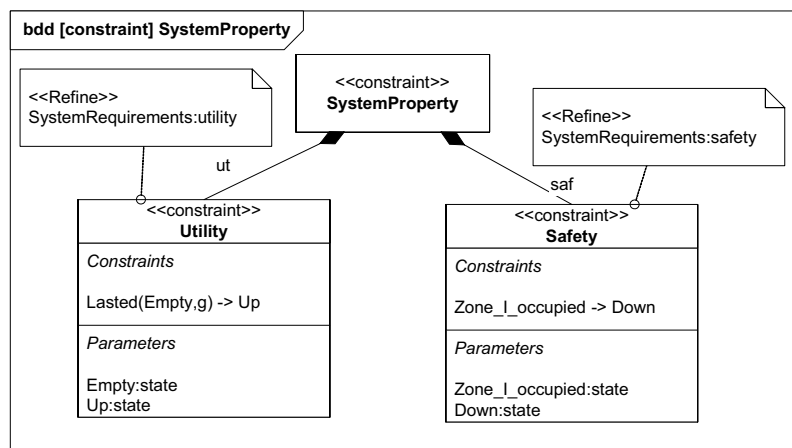 bdd [constraint] SystemProperty
<<Refine>>
SystemRequirements:utility
<<constraint>>
SystemProperty
<<Refine>>
SystemRequirements:safety
ut
saf
<<constraint>>
Utility
Constraints
Lasted(Empty,g) -> Up
Parameters
Empty:state
Up:state
<<constraint>>
Safety
Constraints
Zone_I_occupied -> Down
Parameters
Zone_I_occupied:state
Down:state